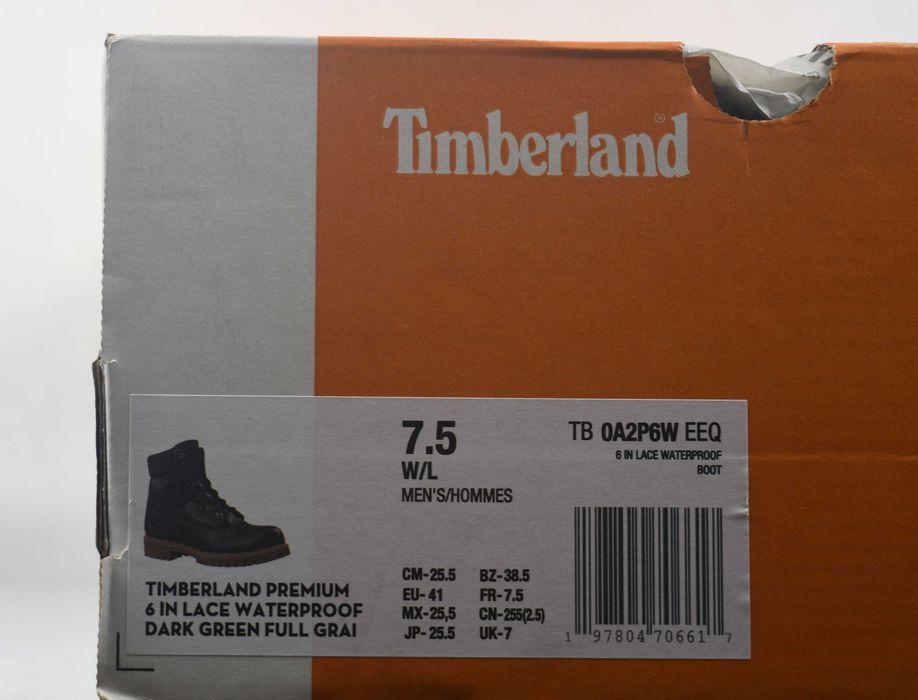 Timberland®
7.5
W/L
MEN'S/HOMMES
TB 0A2P6W EEQ
6 IN LACE WATERPROOF
BOOT
TIMBERLAND PREMIUM
6 IN LACE WATERPROOF
DARK GREEN FULL GRAI
CM-25.5 BZ-38.5
EU-41 FR-7.5
MX-25,5 CN-255(2.5)
JP-25.5 UK-7
1 97804 70661 7